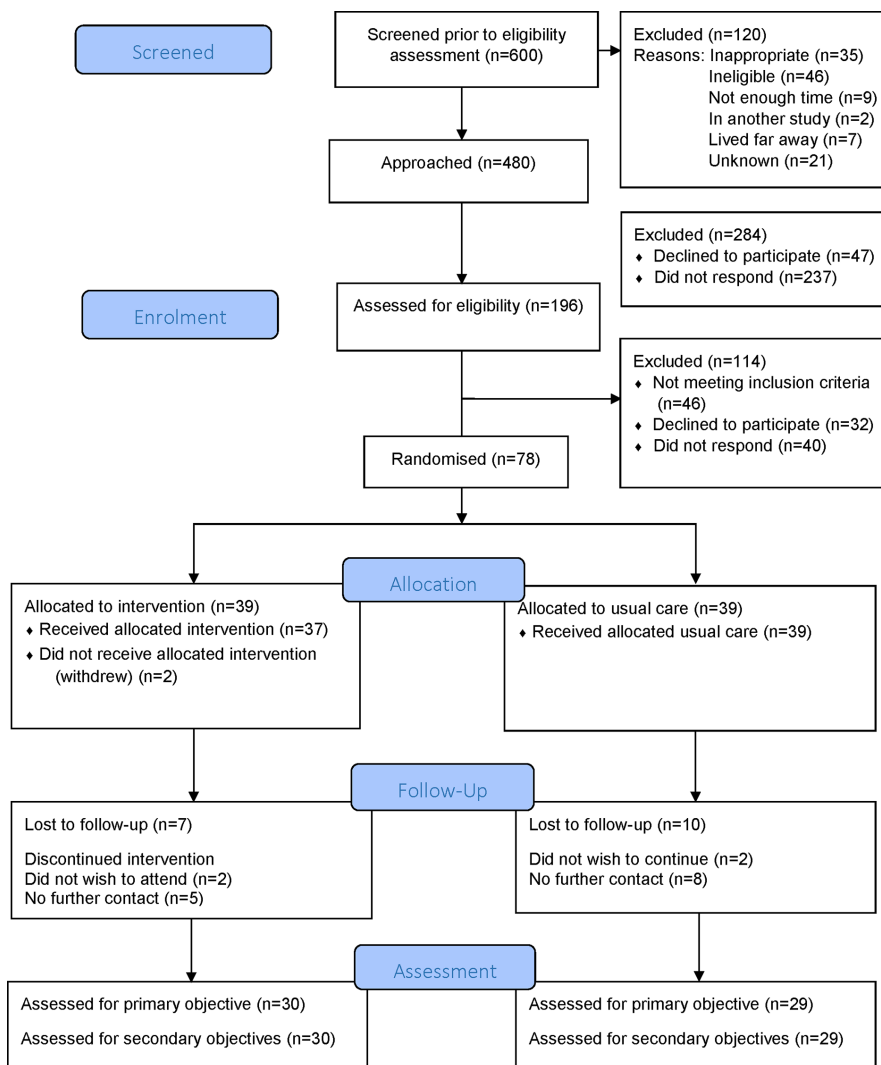 Screened
Screened prior to eligibility
assessment (n=600)
Excluded (n=120)
Reasons: Inappropriate (n=35)
Ineligible (n=46)
Not enough time (n=9)
In another study (n=2)
Lived far away (n=7)
Unknown (n=21)
Approached (n=480)
Excluded (n=284)
♦ Declined to participate (n=47)
♦ Did not respond (n=237)
Enrolment
Assessed for eligibility (n=196)
Excluded (n=114)
♦ Not meeting inclusion criteria
(n=46)
♦ Declined to participate (n=32)
♦ Did not respond (n=40)
Randomised (n=78)
Allocation
Allocated to intervention (n=39)
♦ Received allocated intervention (n=37)
♦ Did not receive allocated intervention
(withdrew) (n=2)
Allocated to usual care (n=39)
♦ Received allocated usual care (n=39)
Follow-Up
Lost to follow-up (n=7)
Discontinued intervention
Did not wish to attend (n=2)
No further contact (n=5)
Lost to follow-up (n=10)
Did not wish to continue (n=2)
No further contact (n=8)
Assessment
Assessed for primary objective (n=30)
Assessed for secondary objectives (n=30)
Assessed for primary objective (n=29)
Assessed for secondary objectives (n=29)